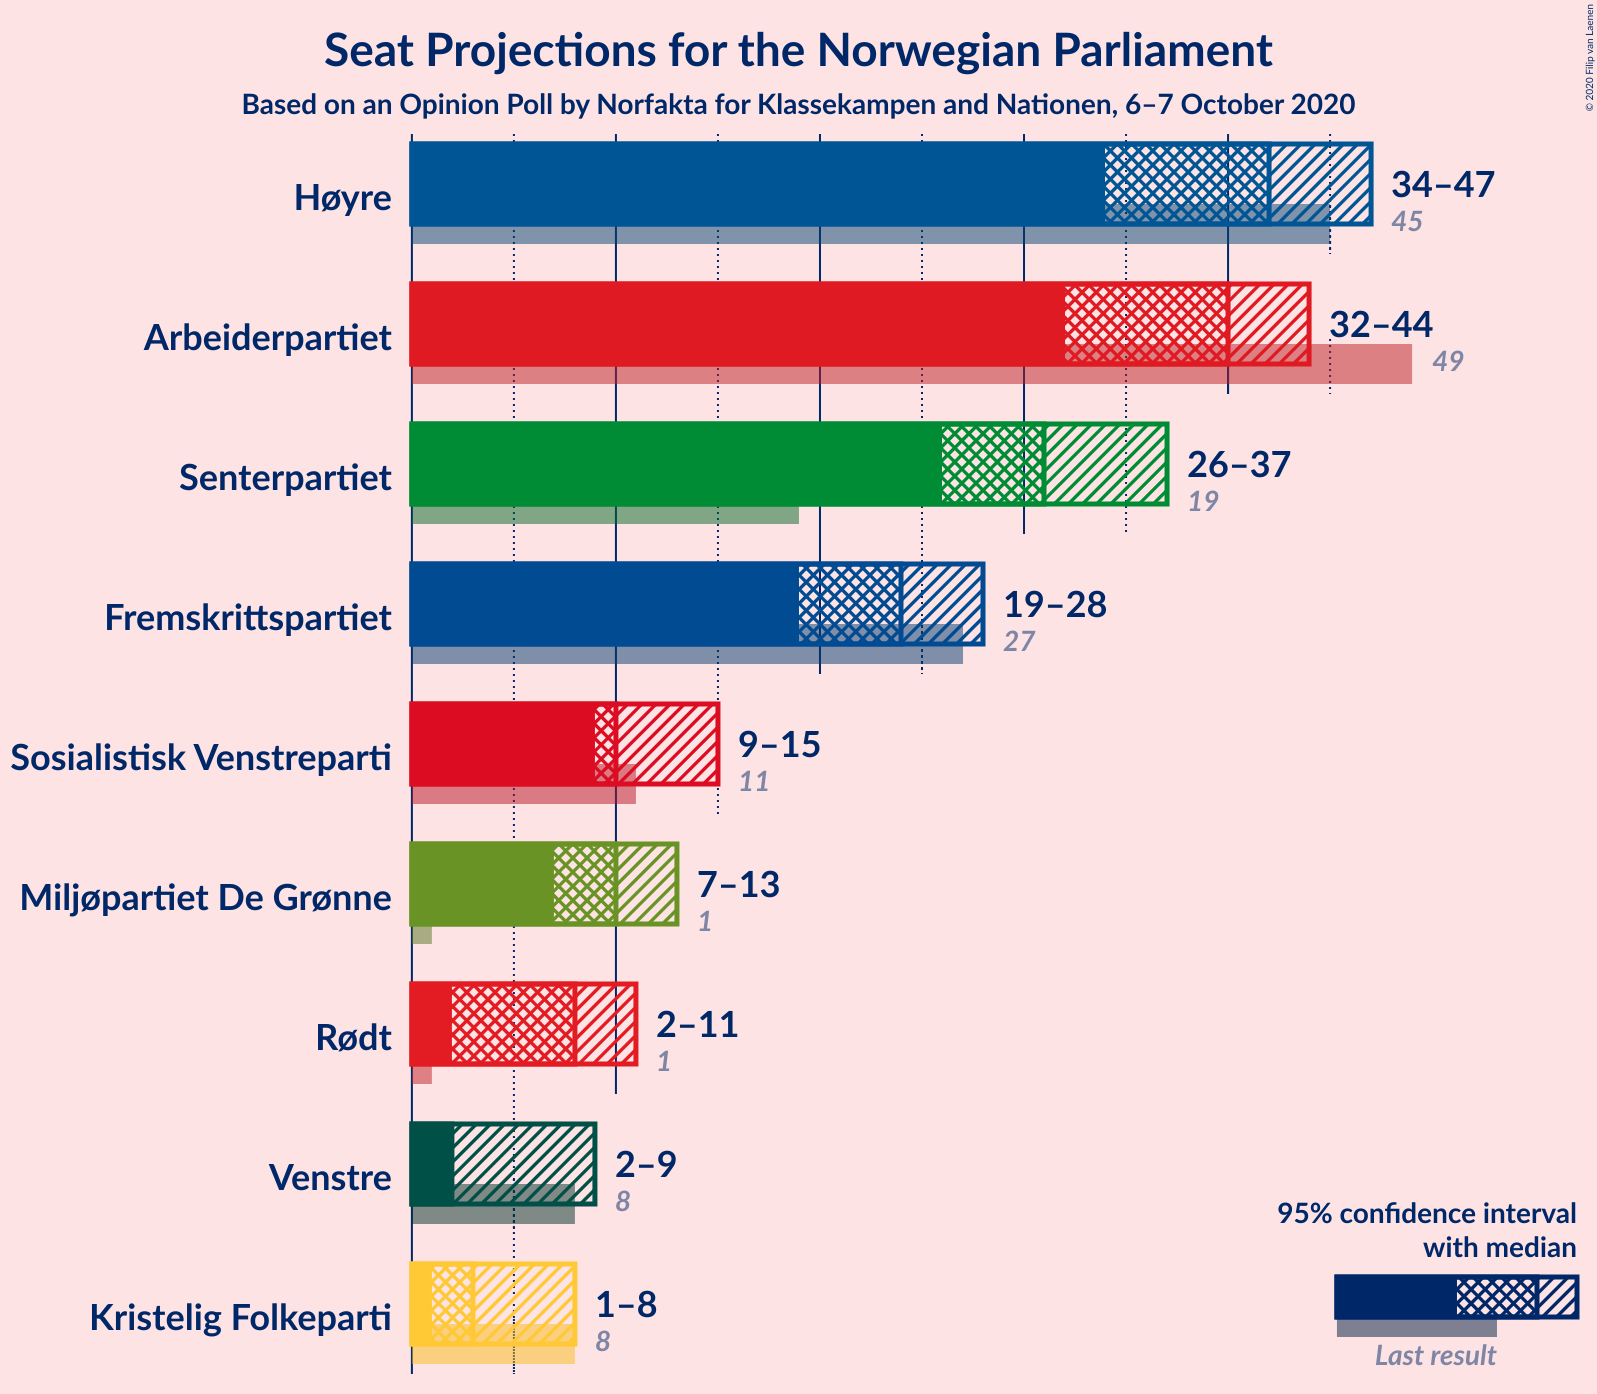 Seat Projections for the Norwegian Parliament
Based on an Opinion Poll by Norfakta for Klassekampen and Nationen, 6–7 October 2020
© 2020 Filip van Laenen
Høyre
34–47
45
Arbeiderpartiet
32–44
49
Senterpartiet
26–37
19
Fremskrittspartiet
19–28
27
Sosialistisk Venstreparti
9–15
11
Miljøpartiet De Grønne
7–13
1
Rødt
2–11
1
Venstre
2–9
8
Kristelig Folkeparti
1–8
8
95% confidence interval
with median
Last result